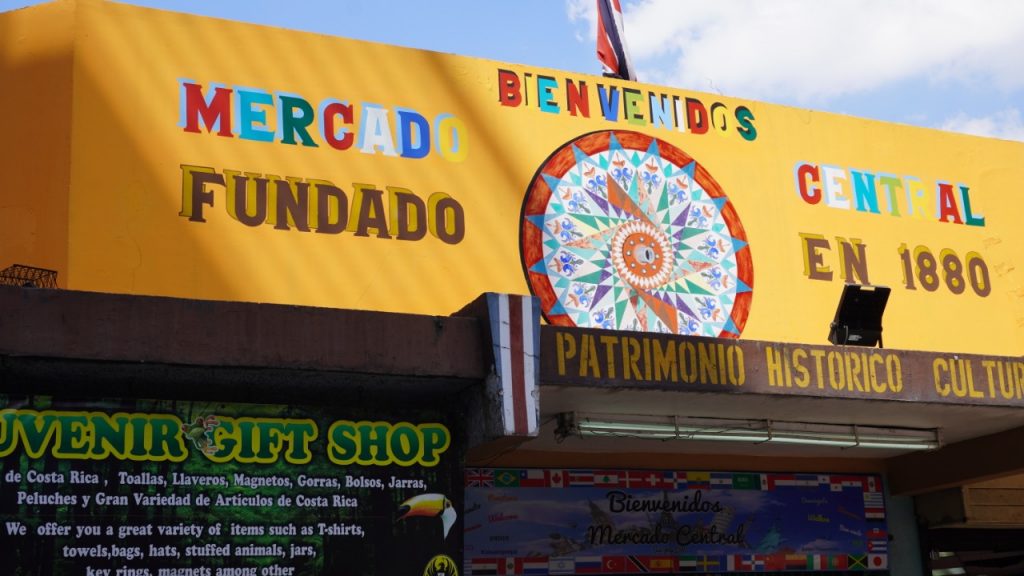 BIENVENIDOS
MERCADO CENTRAL
FUNDADO EN 1880
PATRIMONIO HISTORICO CULTUR
UVENIR GIFT SHOP
de Costa Rica , Toallas, Llaveros, Magnetos, Gorras, Bolsos, Jarras,
Peluches y Gran Variedad de Artículos de Costa Rica
We offer you a great variety of items such as T-shirts,
towels,bags, hats, stuffed animals, jars,
key rings, magnets among other
Bienvenidos
Mercado Central